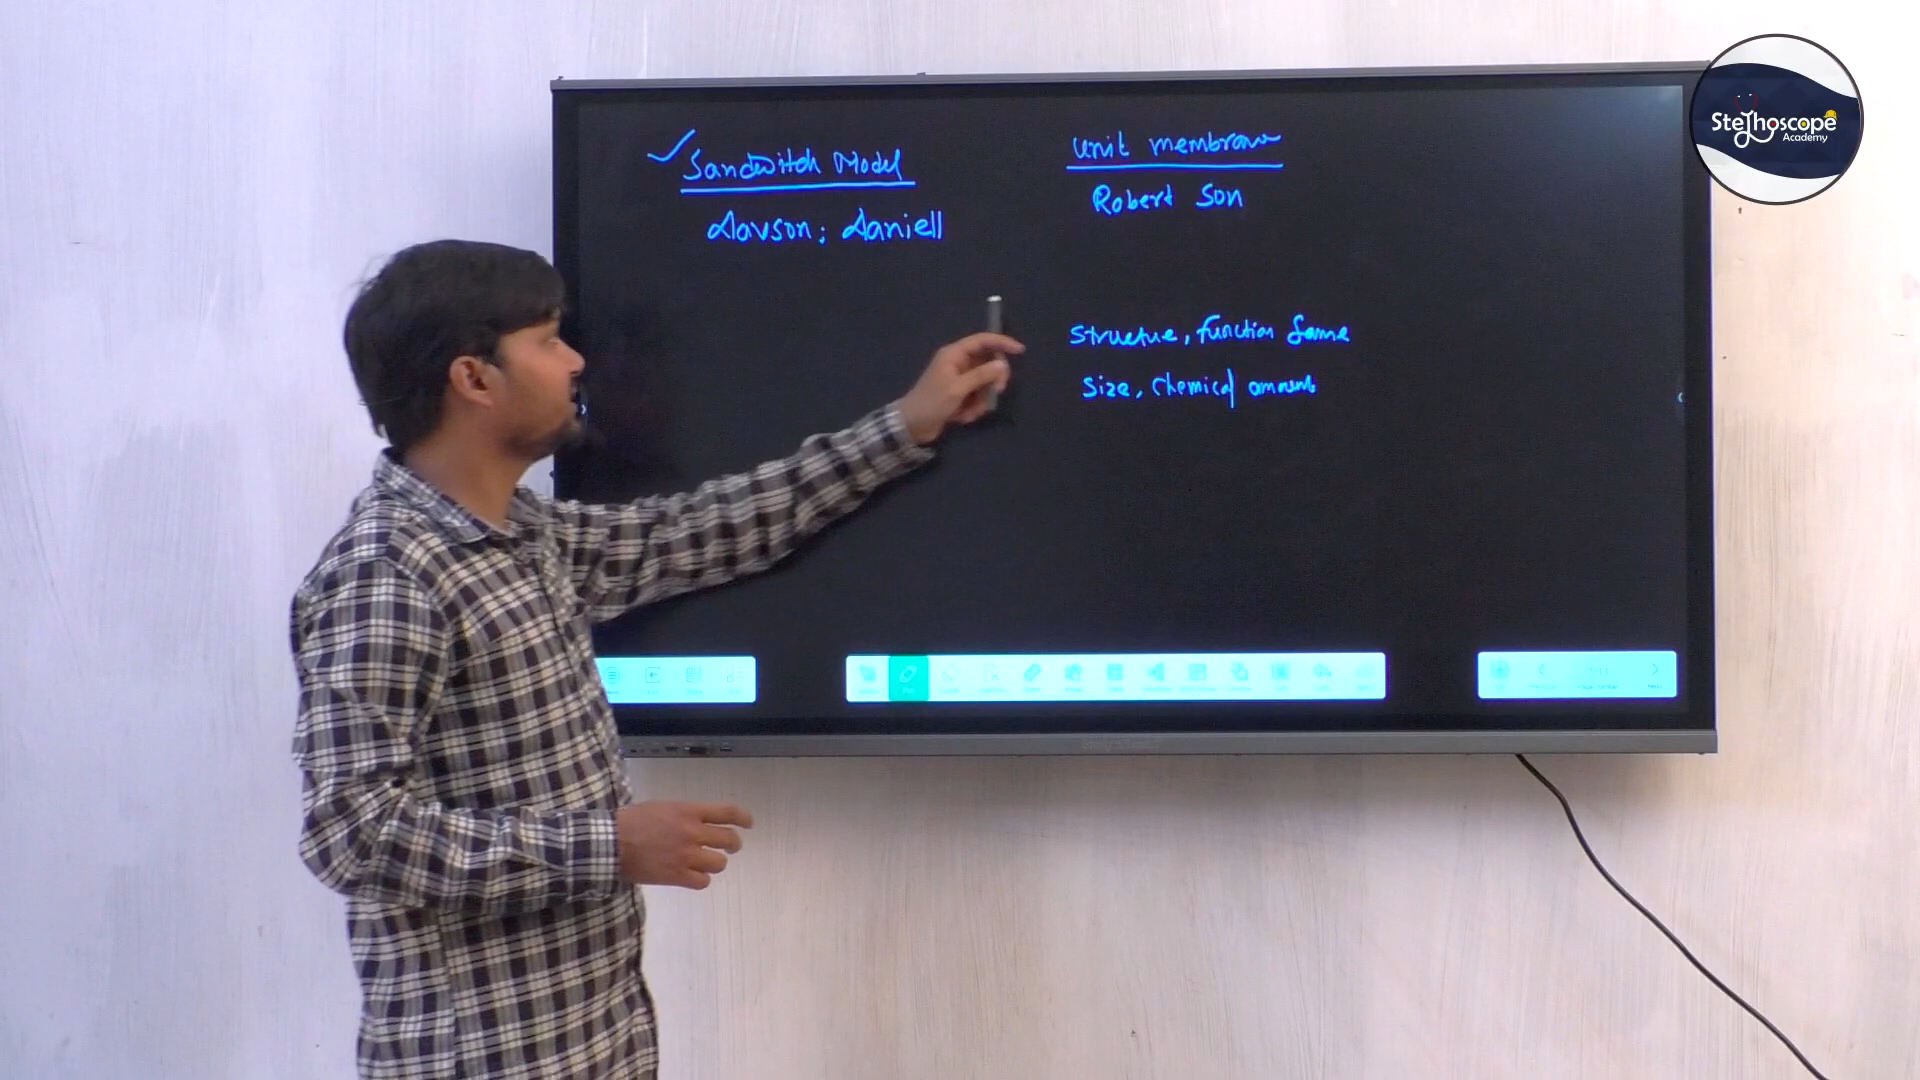 Sandwitch Model
Davson; Daniell
unit membrane
Robert Son
Structure, Function Same
Size, Chemical amount
Stethoscope
Academy